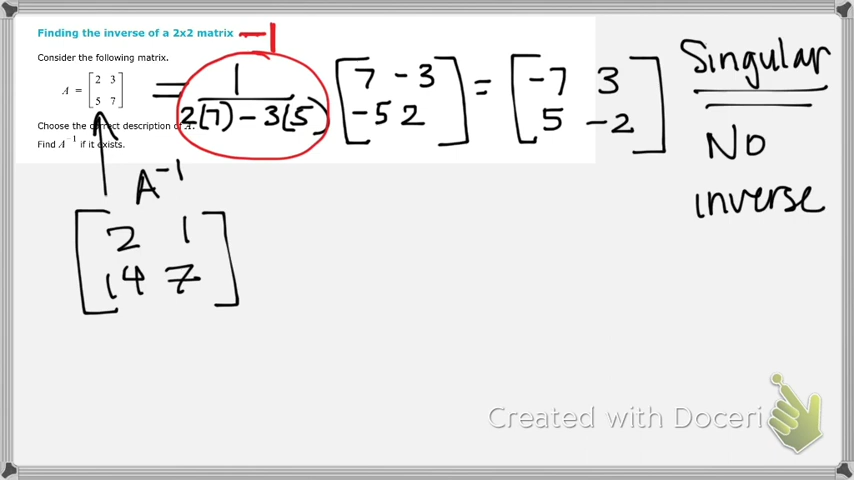 Finding the inverse of a 2x2 matrix -1
Consider the following matrix.
A = [ 2 3
5 7 ]
= 1 / 2(7) - 3(5) [ 7 -3
-5 2 ] = [ -7 3
5 -2 ]
Choose the correct description of A.
Find A^-1 if it exists.
A^-1
[ 2 1
14 7 ]
Singular
No
inverse
Created with Doceri